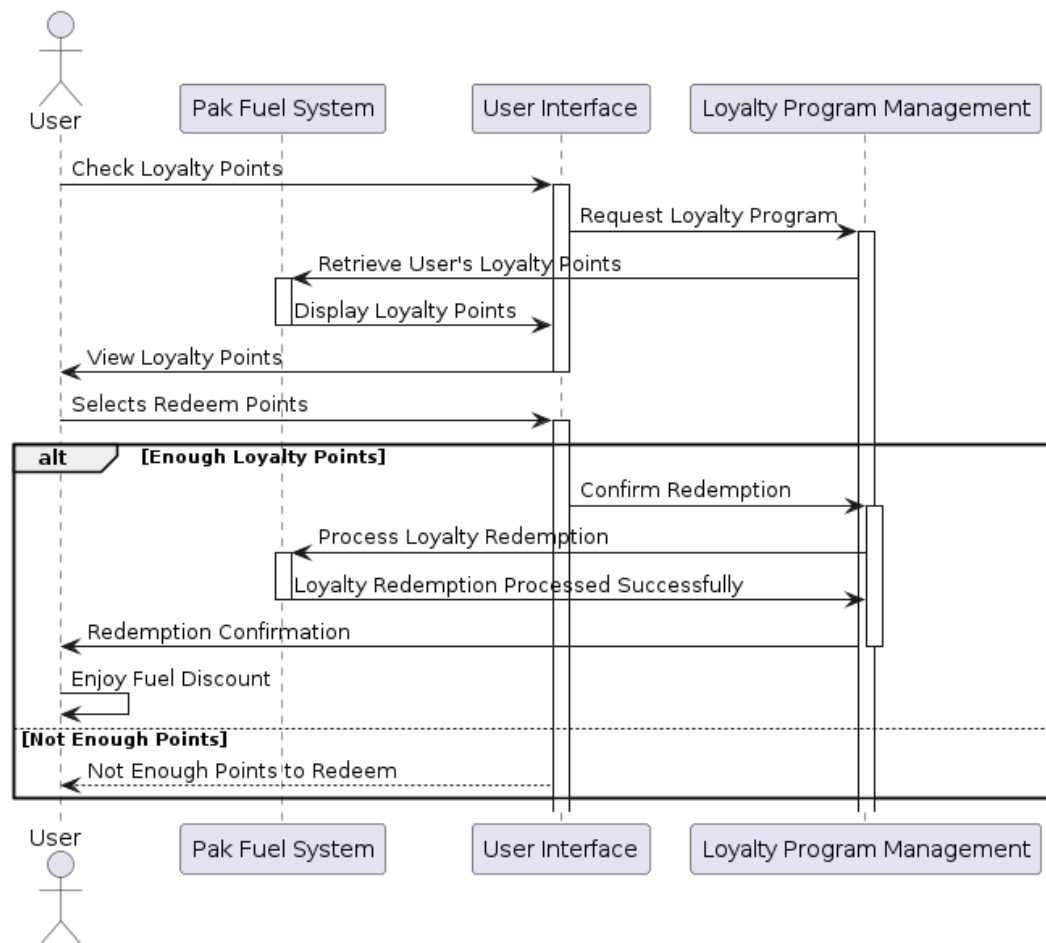 User
Pak Fuel System
User Interface
Loyalty Program Management
Check Loyalty Points
Request Loyalty Program
Retrieve User's Loyalty Points
Display Loyalty Points
View Loyalty Points
Selects Redeem Points
alt
[Enough Loyalty Points]
Confirm Redemption
Process Loyalty Redemption
Loyalty Redemption Processed Successfully
Redemption Confirmation
Enjoy Fuel Discount
[Not Enough Points]
Not Enough Points to Redeem
User
Pak Fuel System
User Interface
Loyalty Program Management